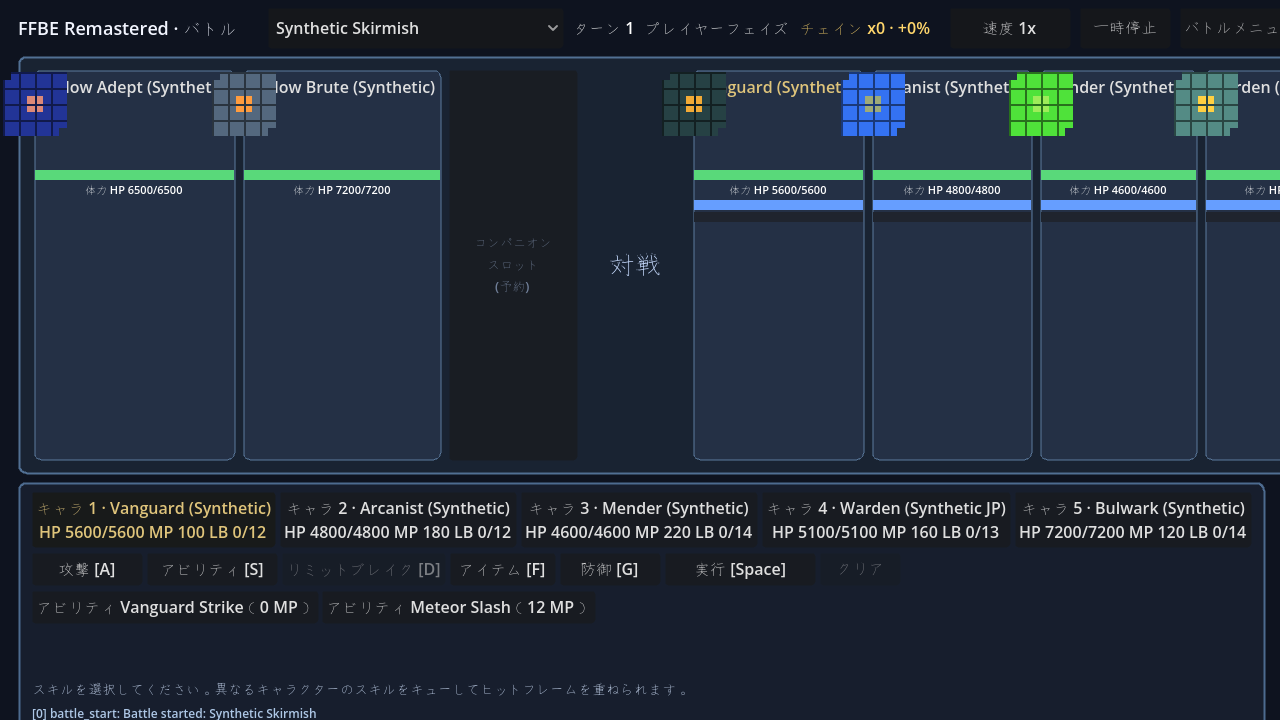 FFBE Remastered · バトル
Synthetic Skirmish
ターン 1 プレイヤーフェイズ チェイン x0 · +0%
速度 1x
一時停止
バトルメニュ
low Adept (Synthet
low Brute (Synthetic)
guard (Synthet
anist (Synthet
nder (Synthet
rden (
体力 HP 6500/6500
体力 HP 7200/7200
体力 HP 5600/5600
体力 HP 4800/4800
体力 HP 4600/4600
体力 HP
コンパニオン
スロット
(予約)
対戦
キャラ 1 · Vanguard (Synthetic)
HP 5600/5600 MP 100 LB 0/12
キャラ 2 · Arcanist (Synthetic)
HP 4800/4800 MP 180 LB 0/12
キャラ 3 · Mender (Synthetic)
HP 4600/4600 MP 220 LB 0/14
キャラ 4 · Warden (Synthetic JP)
HP 5100/5100 MP 160 LB 0/13
キャラ 5 · Bulwark (Synthetic)
HP 7200/7200 MP 120 LB 0/14
攻撃 [A]
アビリティ [S]
リミットブレイク [D]
アイテム [F]
防御 [G]
実行 [Space]
クリア
アビリティ Vanguard Strike（0 MP）
アビリティ Meteor Slash（12 MP）
スキルを選択してください。異なるキャラクターのスキルをキューしてヒットフレームを重ねられます。
[0] battle_start: Battle started: Synthetic Skirmish